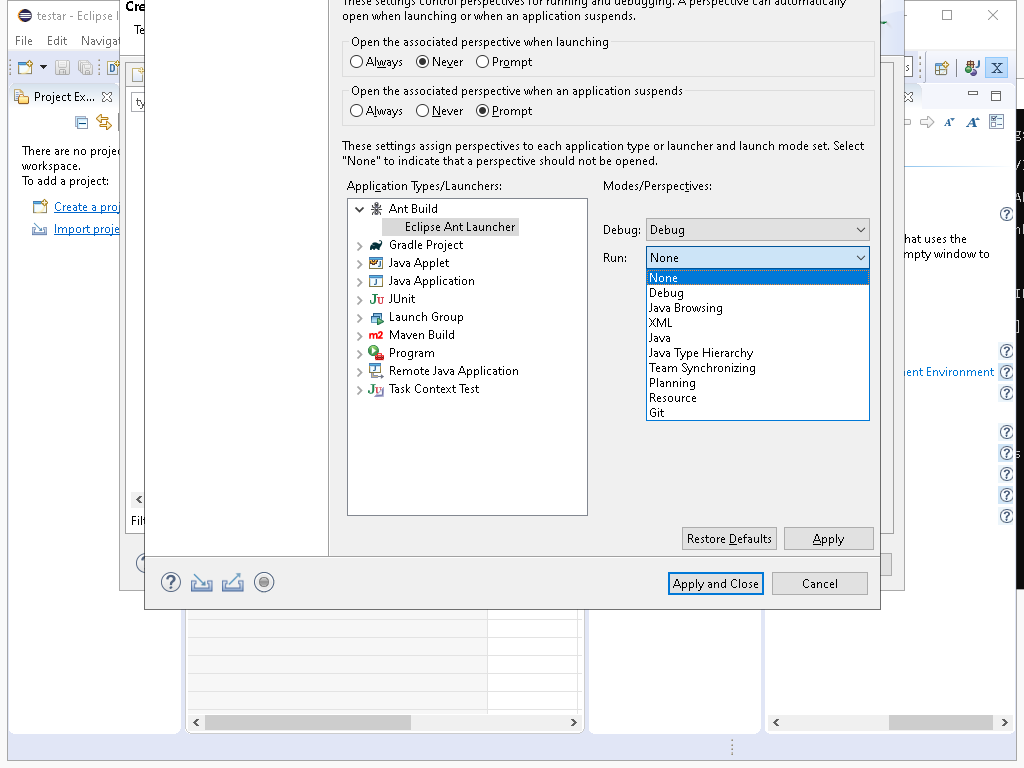 testar - Eclipse I
File Edit Navigat
Cre
Te
These settings control perspectives for running and debugging. A perspective can automatically
open when launching or when an application suspends.
Open the associated perspective when launching
Always Never Prompt
Open the associated perspective when an application suspends
Always Never Prompt
These settings assign perspectives to each application type or launcher and launch mode set. Select
"None" to indicate that a perspective should not be opened.
Application Types/Launchers:
Modes/Perspectives:
Ant Build
Eclipse Ant Launcher
Gradle Project
Java Applet
Java Application
JUnit
Launch Group
Maven Build
Program
Remote Java Application
Task Context Test
Debug: Debug
Run: None
None
Debug
Java Browsing
XML
Java
Java Type Hierarchy
Team Synchronizing
Planning
Resource
Git
Restore Defaults Apply
Apply and Close Cancel
Project Ex...
There are no proje
workspace.
To add a project:
Create a proj
Import proje
ty
Filt
hat uses the
mpty window to
ent Environment